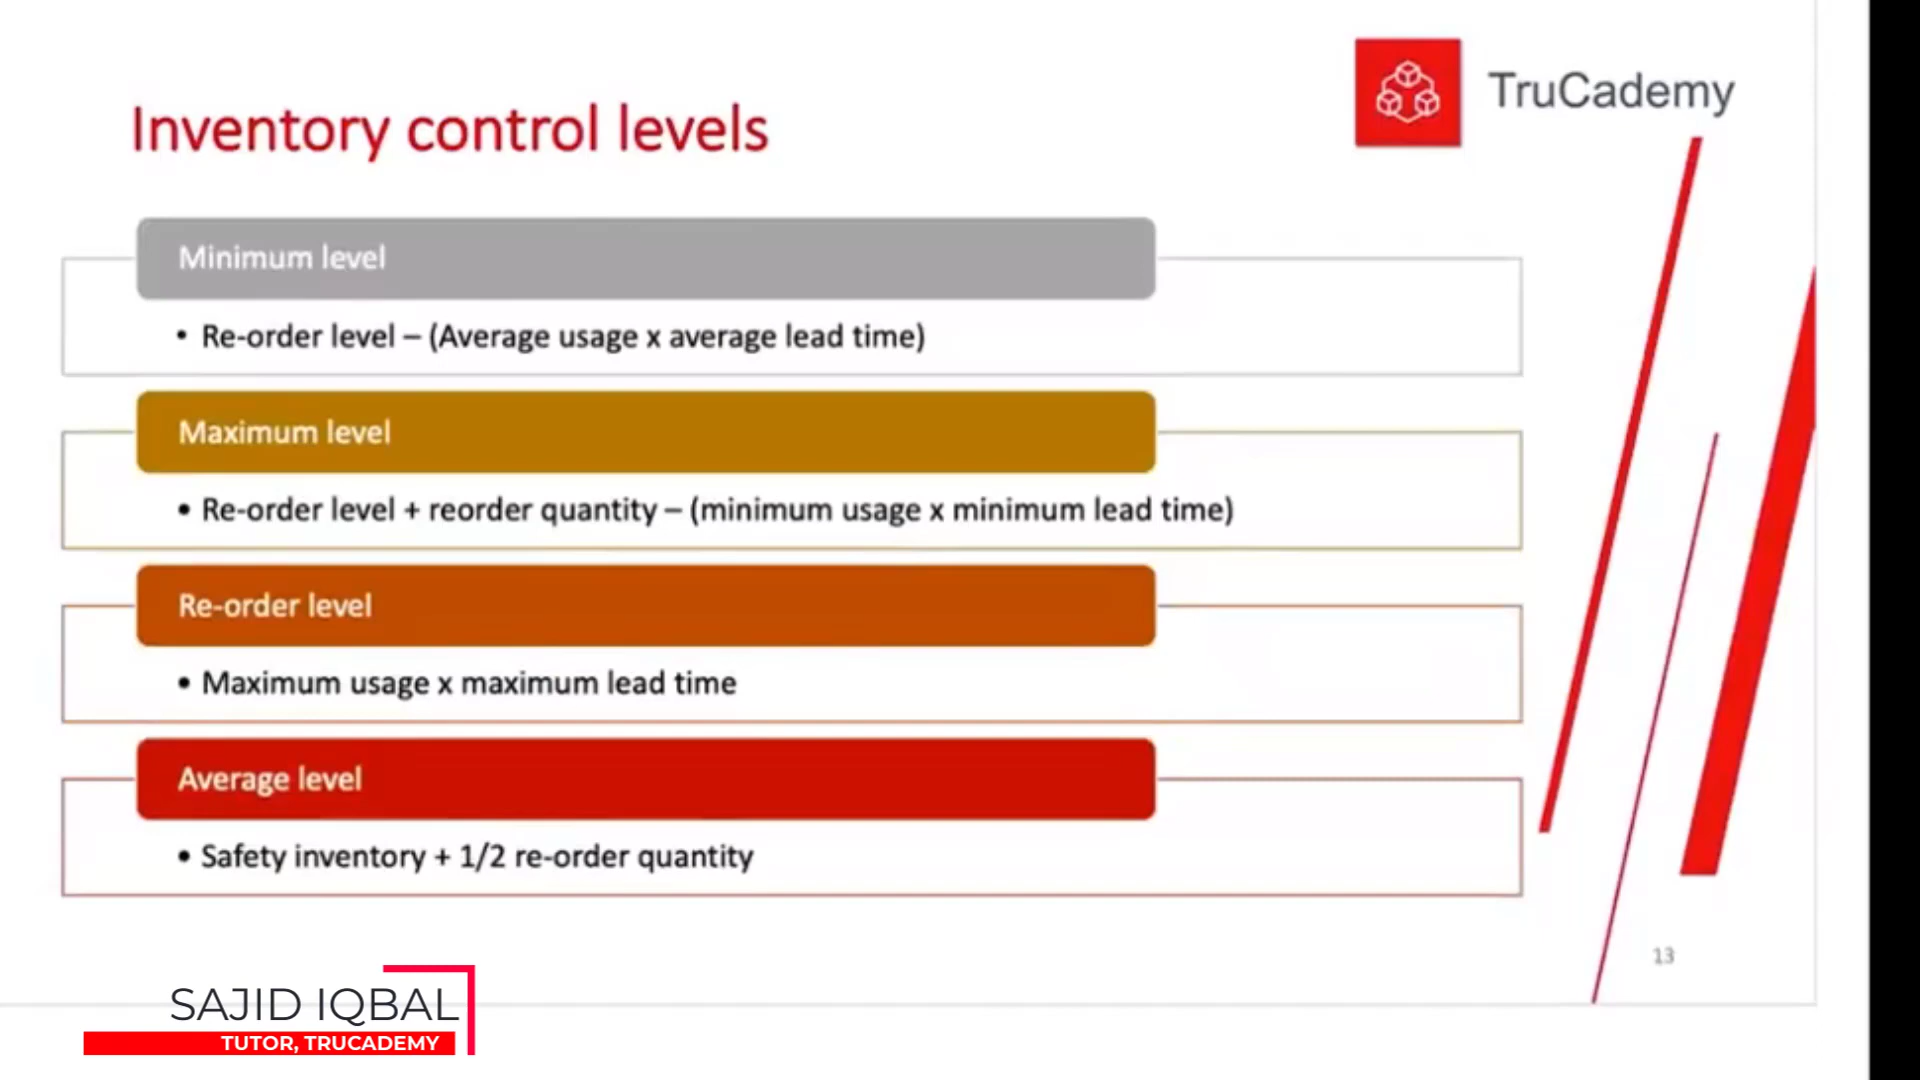 TruCademy
Inventory control levels
Minimum level
• Re-order level – (Average usage x average lead time)
Maximum level
• Re-order level + reorder quantity – (minimum usage x minimum lead time)
Re-order level
• Maximum usage x maximum lead time
Average level
• Safety inventory + 1/2 re-order quantity
13
SAJID IQBAL
TUTOR, TRUCADEMY